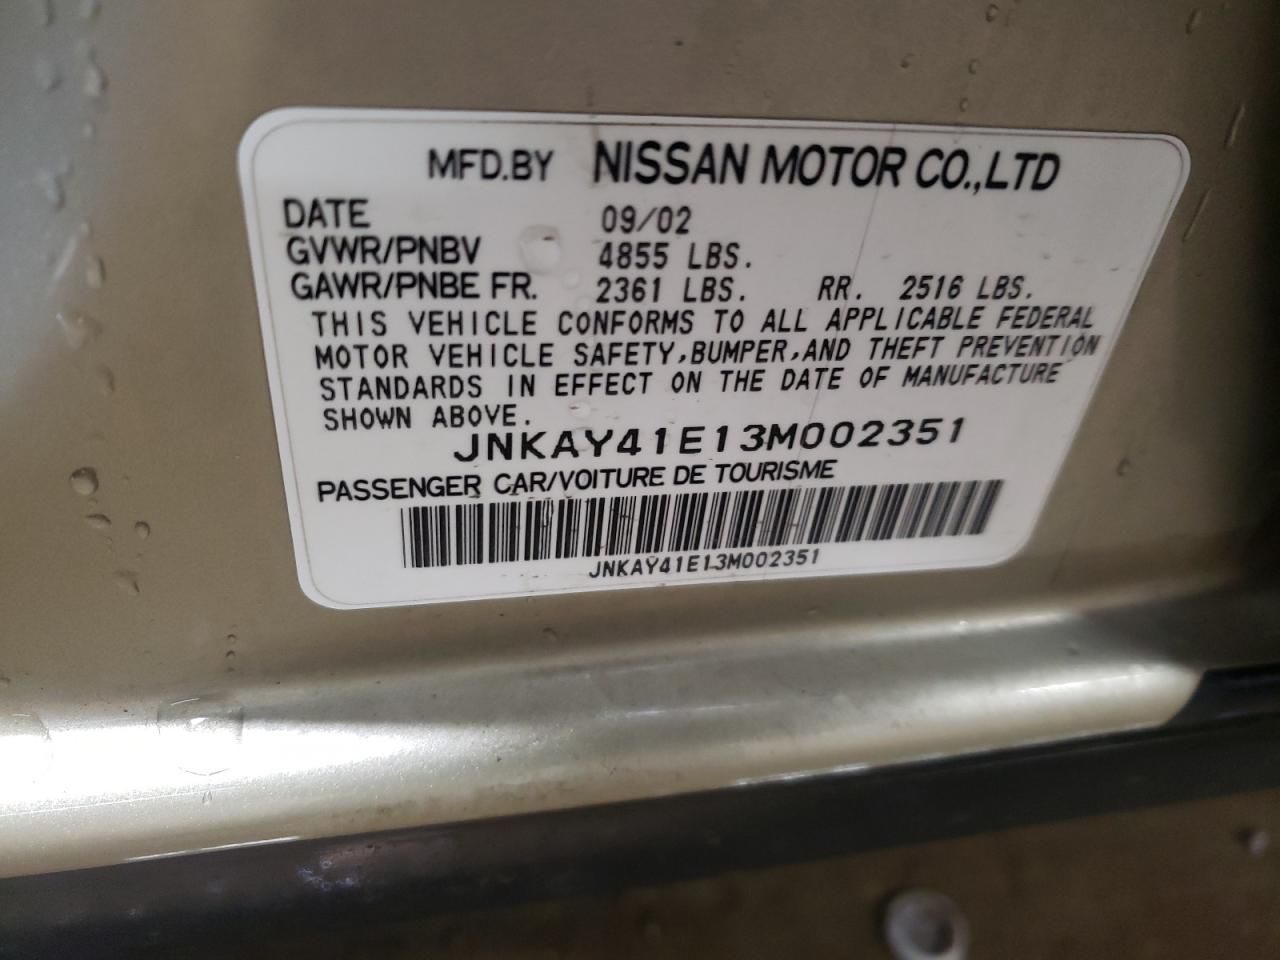 MFD.BY NISSAN MOTOR CO.,LTD
DATE 09/02
GVWR/PNBV 4855 LBS.
GAWR/PNBE FR. 2361 LBS. RR. 2516 LBS.
THIS VEHICLE CONFORMS TO ALL APPLICABLE FEDERAL
MOTOR VEHICLE SAFETY,BUMPER,AND THEFT PREVENTION
STANDARDS IN EFFECT ON THE DATE OF MANUFACTURE
SHOWN ABOVE.
JNKAY41E13M002351
PASSENGER CAR/VOITURE DE TOURISME
JNKAY41E13M002351